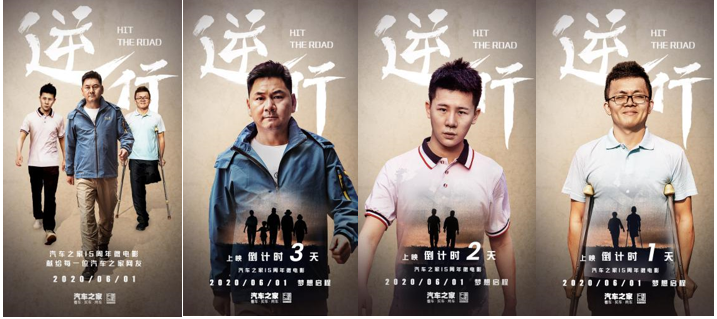 逆行
HIT
THE ROAD
汽车之家15周年微电影
献给每一位汽车之家网友
2020/06/01
汽车之家
看车·买车·用车
逆行
HIT
THE ROAD
上映 倒计时 3 天
汽车之家15周年微电影
2020/06/01 梦想启程
汽车之家
逆行
HIT
THE ROAD
上映 倒计时 2 天
汽车之家15周年微电影
2020/06/01 梦想启程
汽车之家
逆行
HIT
THE ROAD
上映 倒计时 1 天
汽车之家15周年微电影
2020/06/01 梦想启程
汽车之家